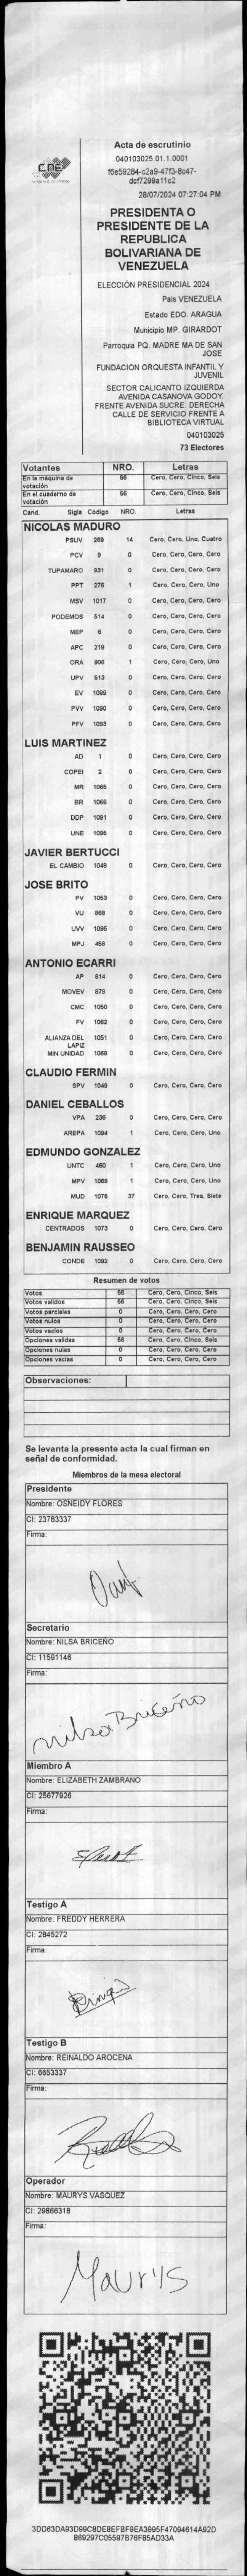 CNE
Acta de escrutinio
040103025.01.1.0001
f6e59284-c2a9-47f3-8c47-
dcf7299a11c2
28/07/2024 07:27:04 PM
PRESIDENTA O
PRESIDENTE DE LA
REPUBLICA
BOLIVARIANA DE
VENEZUELA
ELECCIÓN PRESIDENCIAL 2024
País VENEZUELA
Estado EDO. ARAGUA
Municipio MP. GIRARDOT
Parroquia PQ. MADRE MA DE SAN
JOSE
FUNDACION ORQUESTA INFANTIL Y
JUVENIL
SECTOR CALICANTO IZQUIERDA
AVENIDA CASANOVA GODOY.
FRENTE AVENIDA SUCRE. DERECHA
CALLE DE SERVICIO FRENTE A
BIBLIOTECA VIRTUAL
040103025
73 Electores
Votantes NRO. Letras
En la máquina de votación 56 Cero, Cero, Cinco, Seis
En el cuaderno de votación 56 Cero, Cero, Cinco, Seis
Cand. Sigla Código NRO. Letras
NICOLAS MADURO
PSUV 269 14 Cero, Cero, Uno, Cuatro
PCV 9 0 Cero, Cero, Cero, Cero
TUPAMARO 931 0 Cero, Cero, Cero, Cero
PPT 276 1 Cero, Cero, Cero, Uno
MSV 1017 0 Cero, Cero, Cero, Cero
PODEMOS 514 0 Cero, Cero, Cero, Cero
MEP 6 0 Cero, Cero, Cero, Cero
APC 219 0 Cero, Cero, Cero, Cero
ORA 906 1 Cero, Cero, Cero, Uno
UPV 513 0 Cero, Cero, Cero, Cero
EV 1099 0 Cero, Cero, Cero, Cero
PVV 1090 0 Cero, Cero, Cero, Cero
PFV 1093 0 Cero, Cero, Cero, Cero
LUIS MARTINEZ
AD 1 0 Cero, Cero, Cero, Cero
COPEI 2 0 Cero, Cero, Cero, Cero
MR 1065 0 Cero, Cero, Cero, Cero
BR 1066 0 Cero, Cero, Cero, Cero
DDP 1091 0 Cero, Cero, Cero, Cero
UNE 1095 0 Cero, Cero, Cero, Cero
JAVIER BERTUCCI
EL CAMBIO 1048 0 Cero, Cero, Cero, Cero
JOSE BRITO
PV 1053 0 Cero, Cero, Cero, Cero
VU 868 0 Cero, Cero, Cero, Cero
UVV 1096 0 Cero, Cero, Cero, Cero
MPJ 458 0 Cero, Cero, Cero, Cero
ANTONIO ECARRI
AP 814 0 Cero, Cero, Cero, Cero
MOVEV 878 0 Cero, Cero, Cero, Cero
CMC 1050 0 Cero, Cero, Cero, Cero
FV 1062 0 Cero, Cero, Cero, Cero
ALIANZA DEL LAPIZ 1051 0 Cero, Cero, Cero, Cero
MIN UNIDAD 1068 0 Cero, Cero, Cero, Cero
CLAUDIO FERMIN
SPV 1049 0 Cero, Cero, Cero, Cero
DANIEL CEBALLOS
VPA 236 0 Cero, Cero, Cero, Cero
AREPA 1094 1 Cero, Cero, Cero, Uno
EDMUNDO GONZALEZ
UNTC 460 1 Cero, Cero, Cero, Uno
MPV 1069 1 Cero, Cero, Cero, Uno
MUD 1075 37 Cero, Cero, Tres, Siete
ENRIQUE MARQUEZ
CENTRADOS 1073 0 Cero, Cero, Cero, Cero
BENJAMIN RAUSSEO
CONDE 1092 0 Cero, Cero, Cero, Cero
Resumen de votos
Votos 56 Cero, Cero, Cinco, Seis
Votos validos 56 Cero, Cero, Cinco, Seis
Votos parciales 0 Cero, Cero, Cero, Cero
Votos nulos 0 Cero, Cero, Cero, Cero
Votos vacios 0 Cero, Cero, Cero, Cero
Opciones validas 56 Cero, Cero, Cinco, Seis
Opciones nulas 0 Cero, Cero, Cero, Cero
Opciones vacias 0 Cero, Cero, Cero, Cero
Observaciones:
Se levanta la presente acta la cual firman en
señal de conformidad.
Miembros de la mesa electoral
Presidente
Nombre: OSNEIDY FLORES
CI: 23783337
Firma:
Secretario
Nombre: NILSA BRICEÑO
CI: 11591146
Firma:
Nilsa Briceño
Miembro A
Nombre: ELIZABETH ZAMBRANO
CI: 25677926
Firma:
Testigo A
Nombre: FREDDY HERRERA
CI: 2845272
Firma:
Testigo B
Nombre: REINALDO AROCENA
CI: 6653337
Firma:
Operador
Nombre: MAURYS VASQUEZ
CI: 29866318
Firma:
Maurys
3DD63DA93D99C8DE8EFBF9EA3995F47094614A92D
869297C05597B76F85AD33A